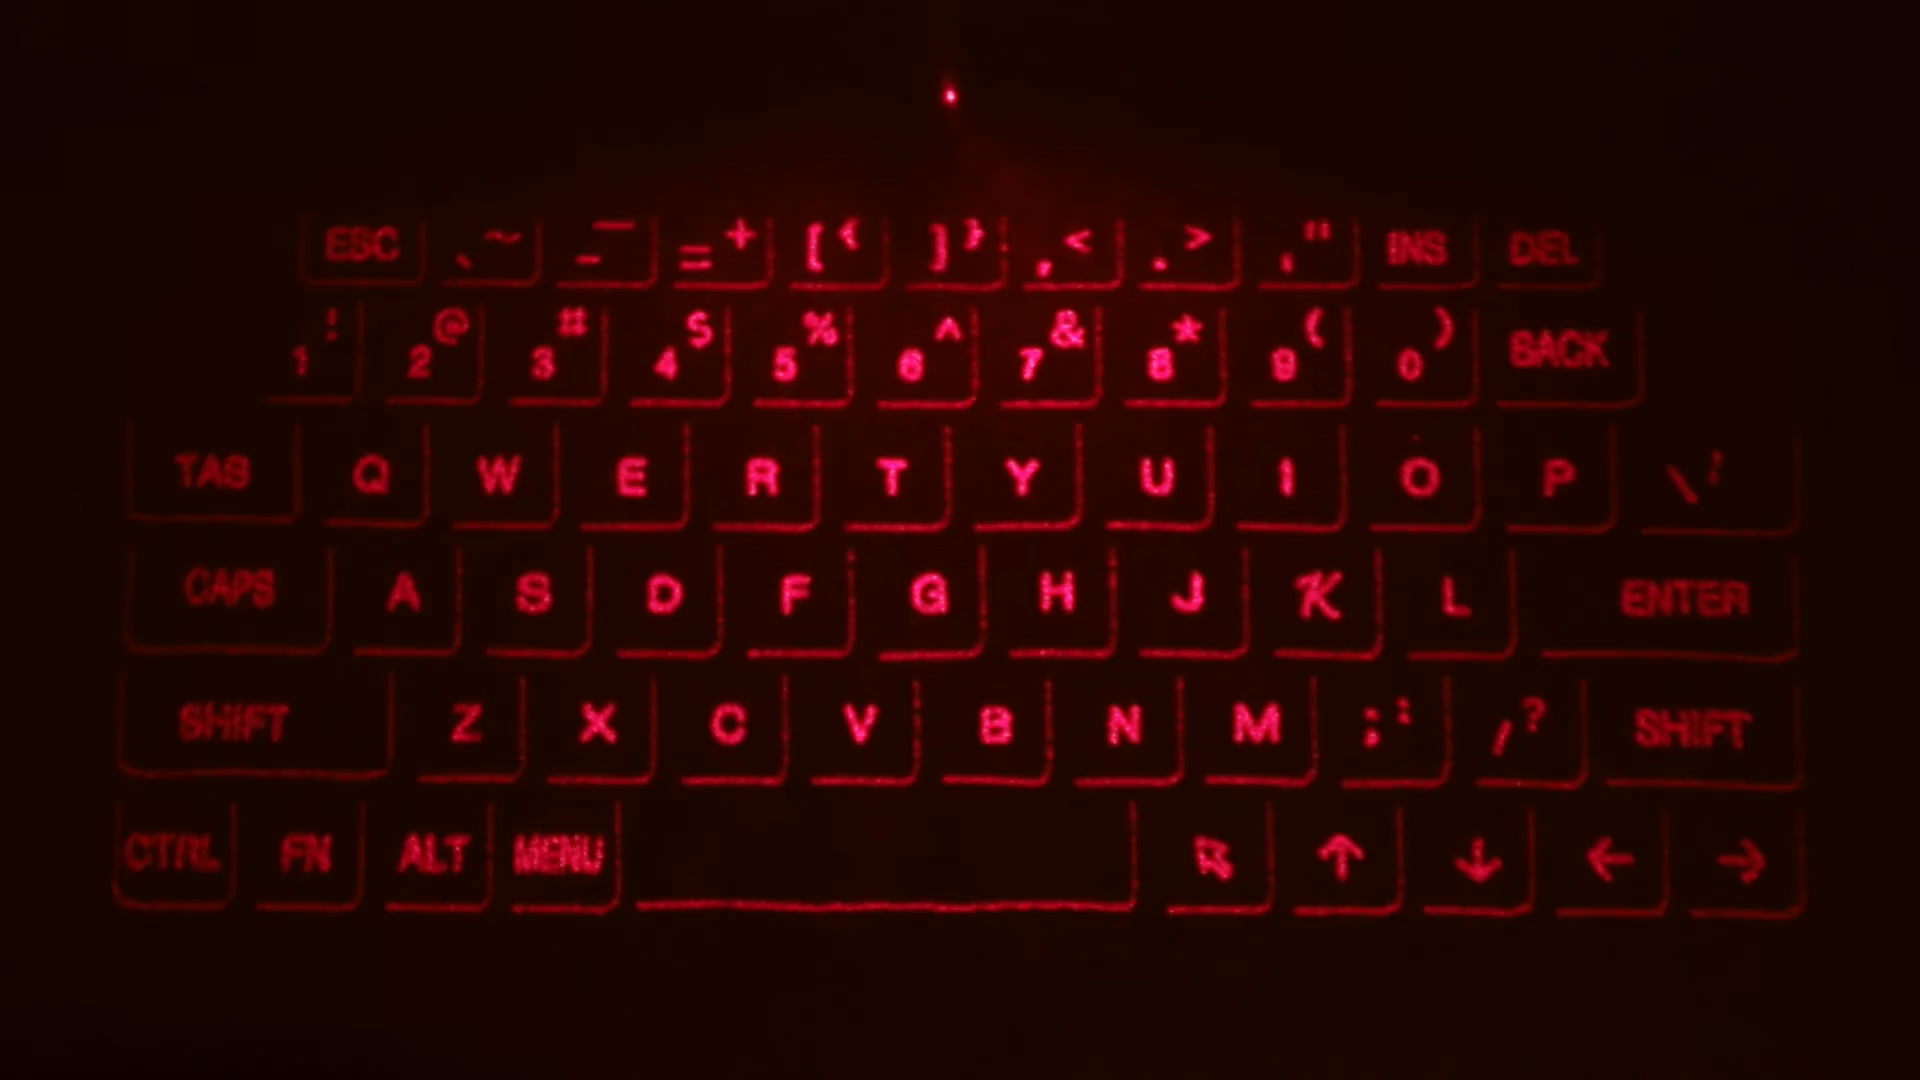 ESC ` ~ - — = + [ { ] } , < . > ' " INS DEL
1 ! 2 @ 3 # 4 $ 5 % 6 ^ 7 & 8 * 9 ( 0 ) BACK
TAB Q W E R T Y U I O P \ ¦
CAPS A S D F G H J K L ENTER
SHIFT Z X C V B N M ; : / ? SHIFT
CTRL FN ALT MENU ↖ ↑ ↓ ← →